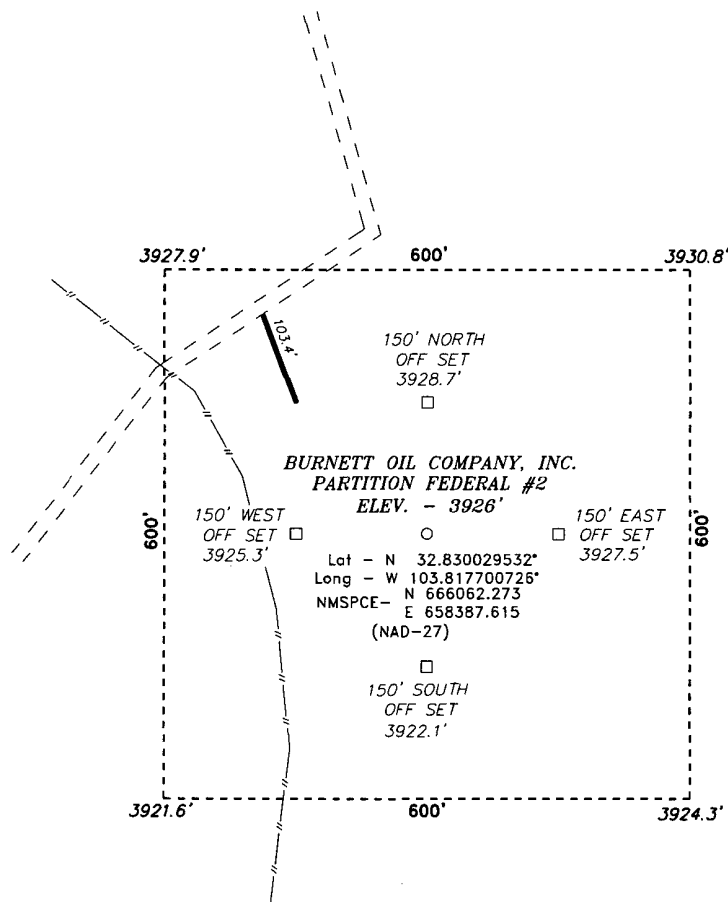 3927.9'
600'
3930.8'
103.4'
150' NORTH
OFF SET
3928.7'
BURNETT OIL COMPANY, INC.
PARTITION FEDERAL #2
ELEV. - 3926'
600'
150' WEST
OFF SET
3925.3'
150' EAST
OFF SET
3927.5'
600'
Lat - N 32.830029532°
Long - W 103.817700726°
NMSPCE- N 666062.273
E 658387.615
(NAD-27)
150' SOUTH
OFF SET
3922.1'
3921.6'
600'
3924.3'